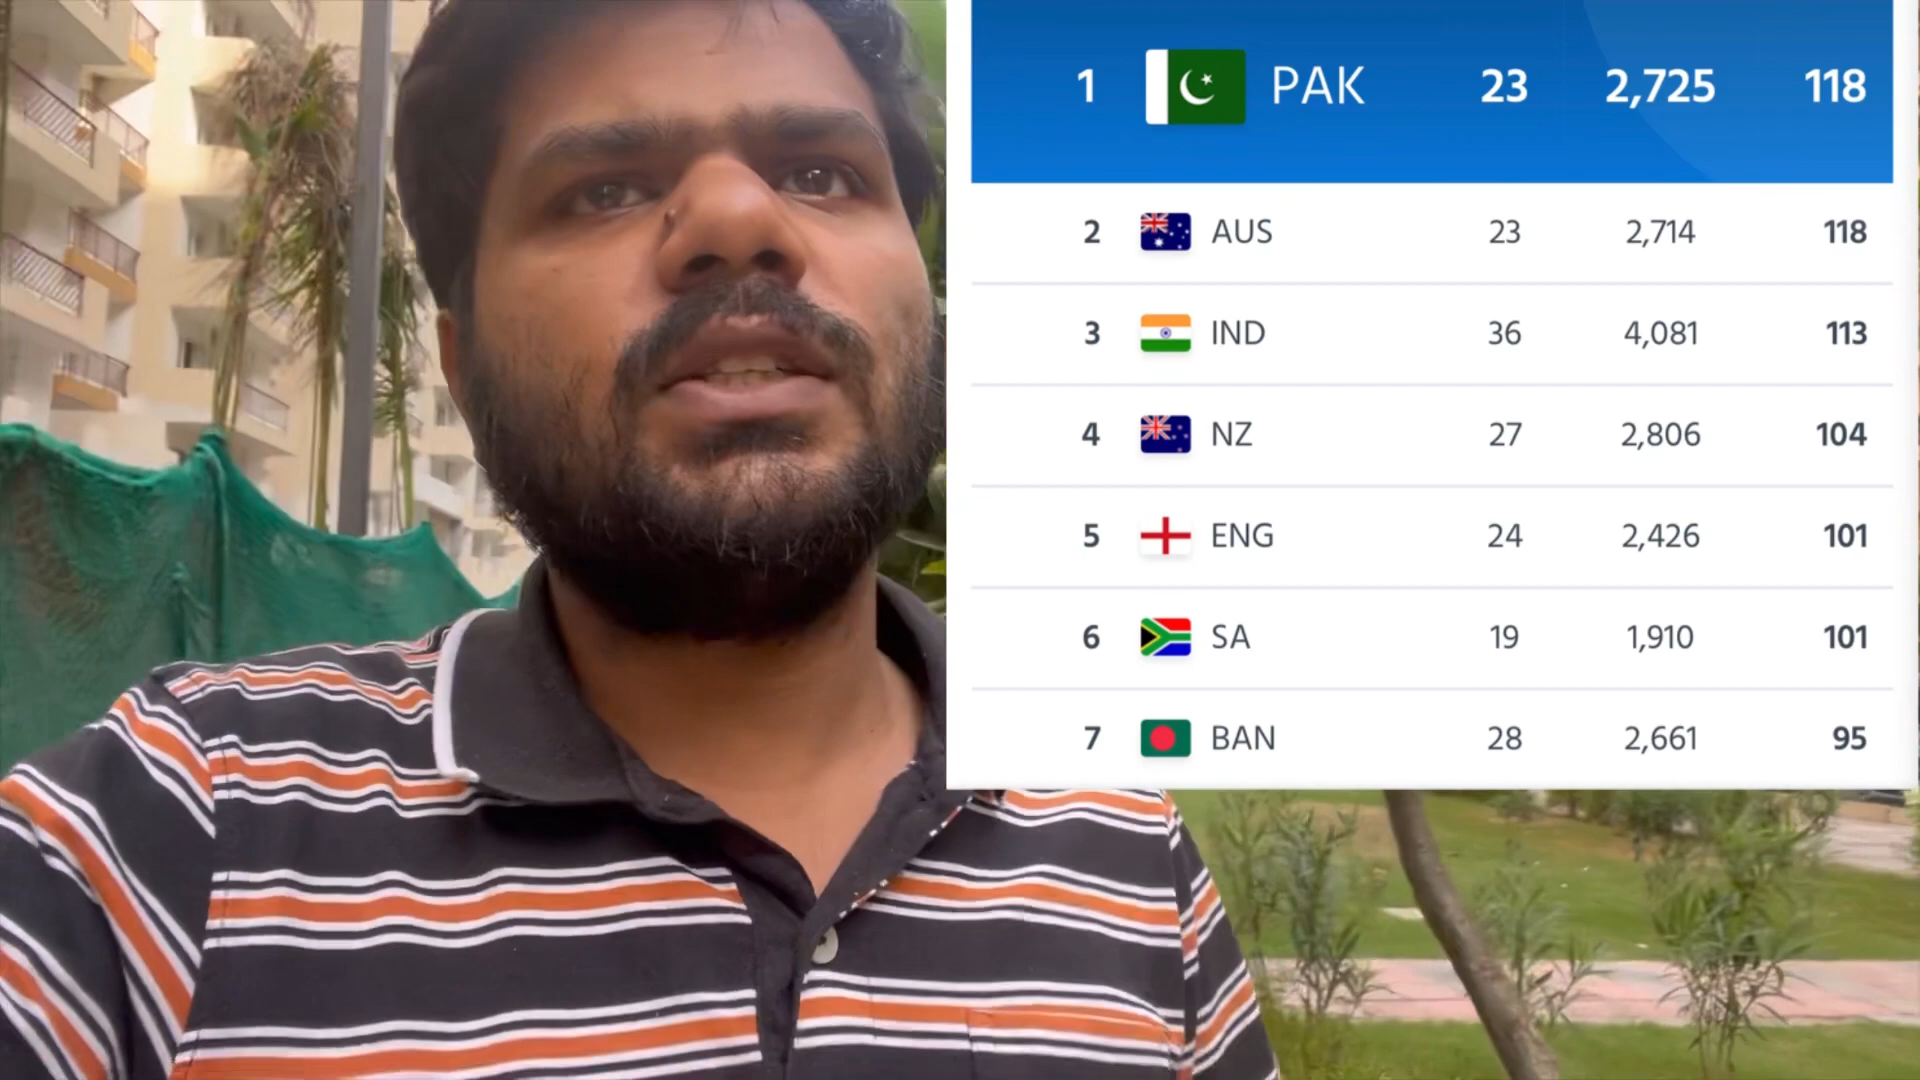 1 PAK 23 2,725 118
2 AUS 23 2,714 118
3 IND 36 4,081 113
4 NZ 27 2,806 104
5 ENG 24 2,426 101
6 SA 19 1,910 101
7 BAN 28 2,661 95